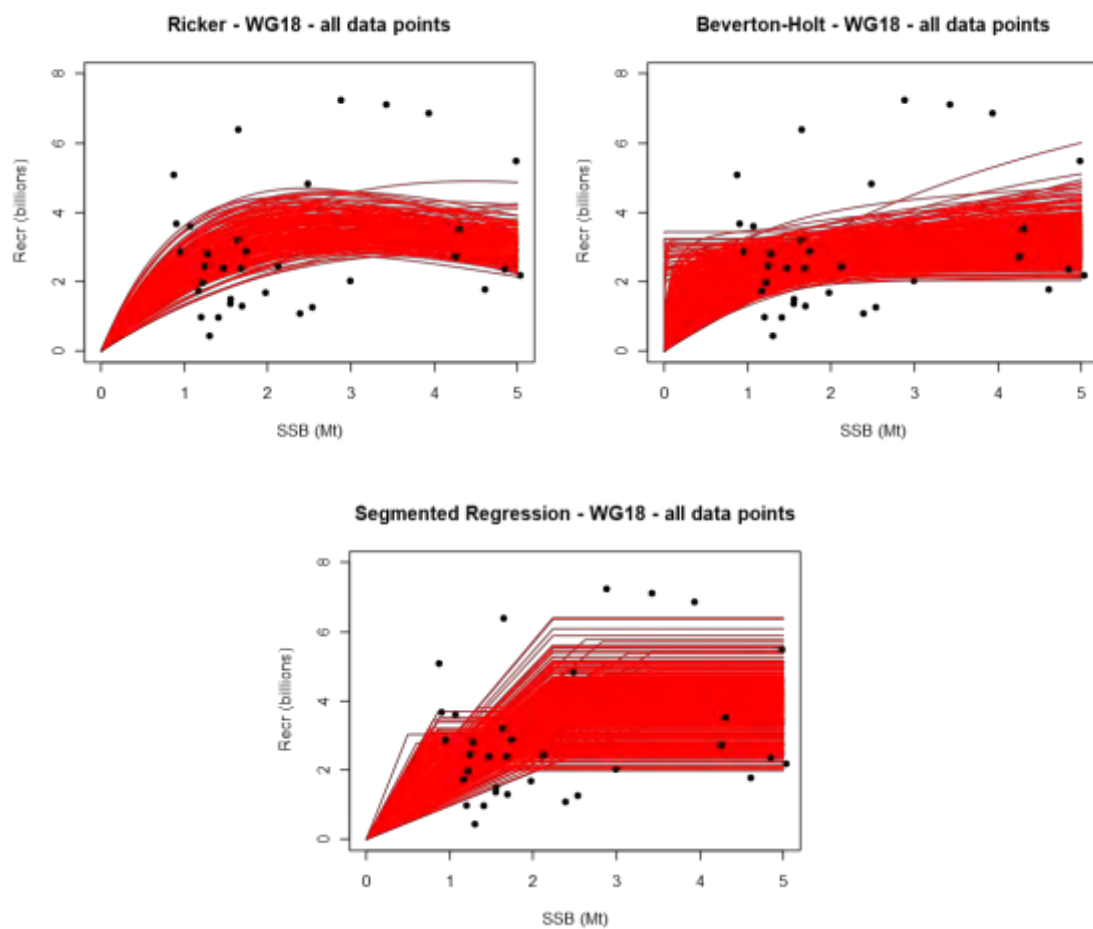 Ricker - WG18 - all data points
Recr (billions)
8
6
4
2
0
0 1 2 3 4 5
SSB (Mt)
Beverton-Holt - WG18 - all data points
Recr (billions)
8
6
4
2
0
0 1 2 3 4 5
SSB (Mt)
Segmented Regression - WG18 - all data points
Recr (billions)
8
6
4
2
0
0 1 2 3 4 5
SSB (Mt)